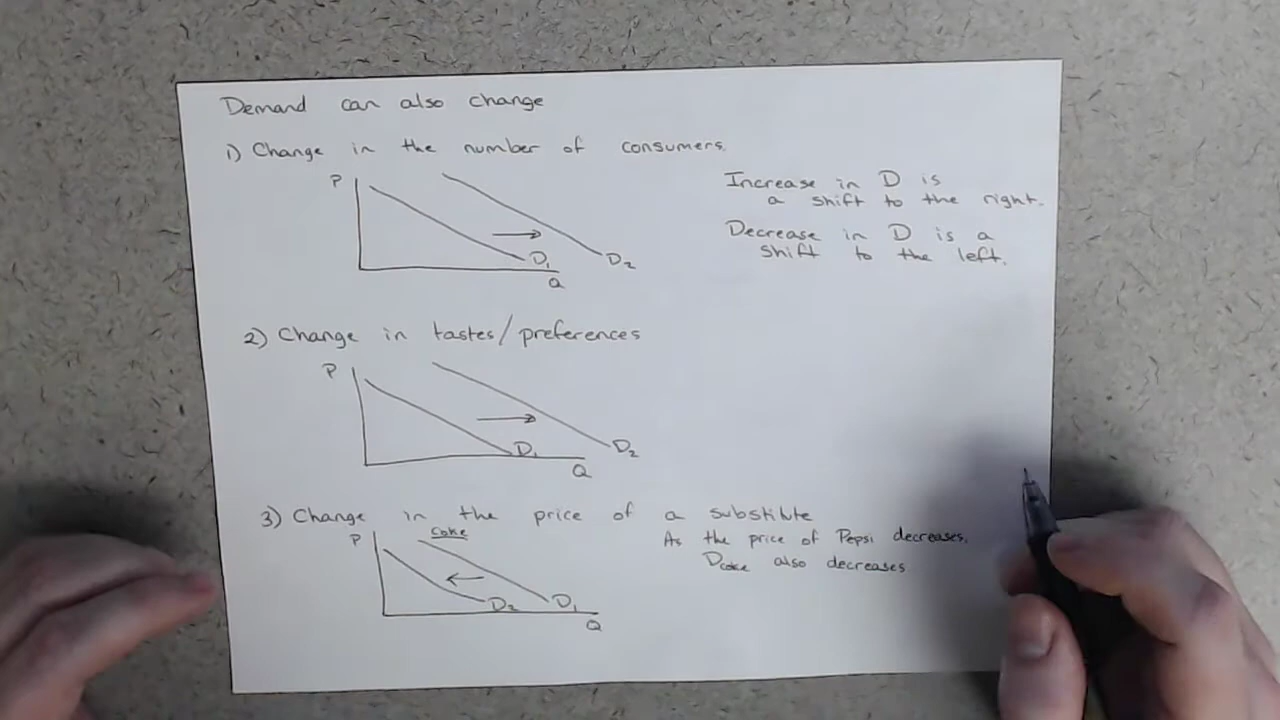 Demand can also change
1) Change in the number of consumers.
P
D1
D2
Q
Increase in D is
a shift to the right.
Decrease in D is a
shift to the left.
2) Change in tastes/preferences
P
D1
D2
Q
3) Change in the price of a substitute
Coke
P
D2
D1
Q
As the price of Pepsi decreases,
Dcoke also decreases